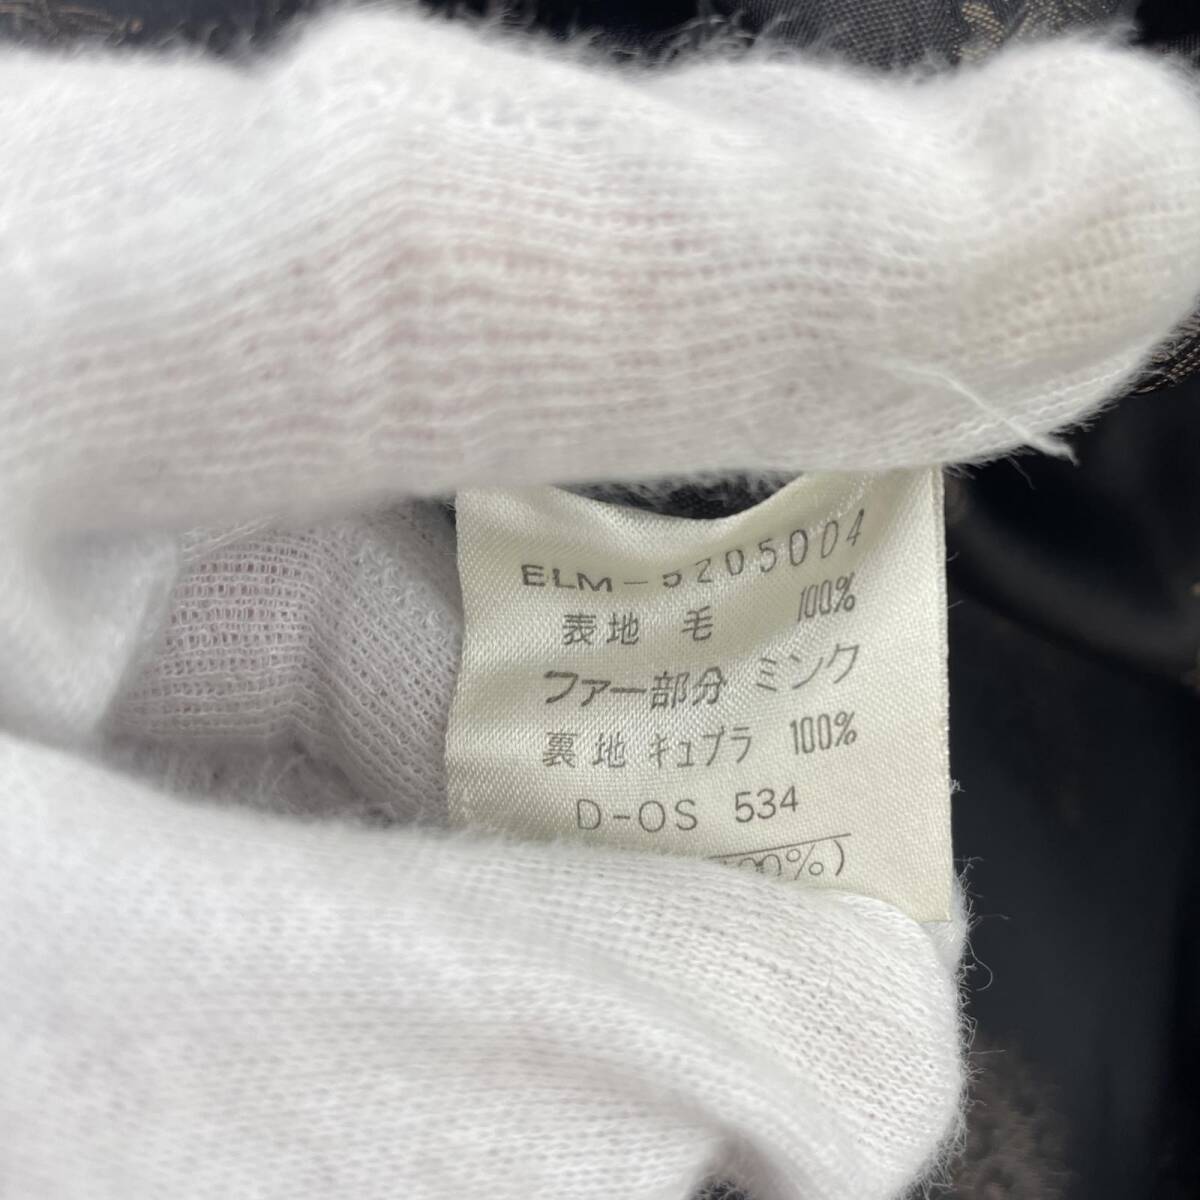 ELM-5205004
表地 毛 100%
ファー部分 ミンク
裏地 キュプラ 100%
D-OS 534